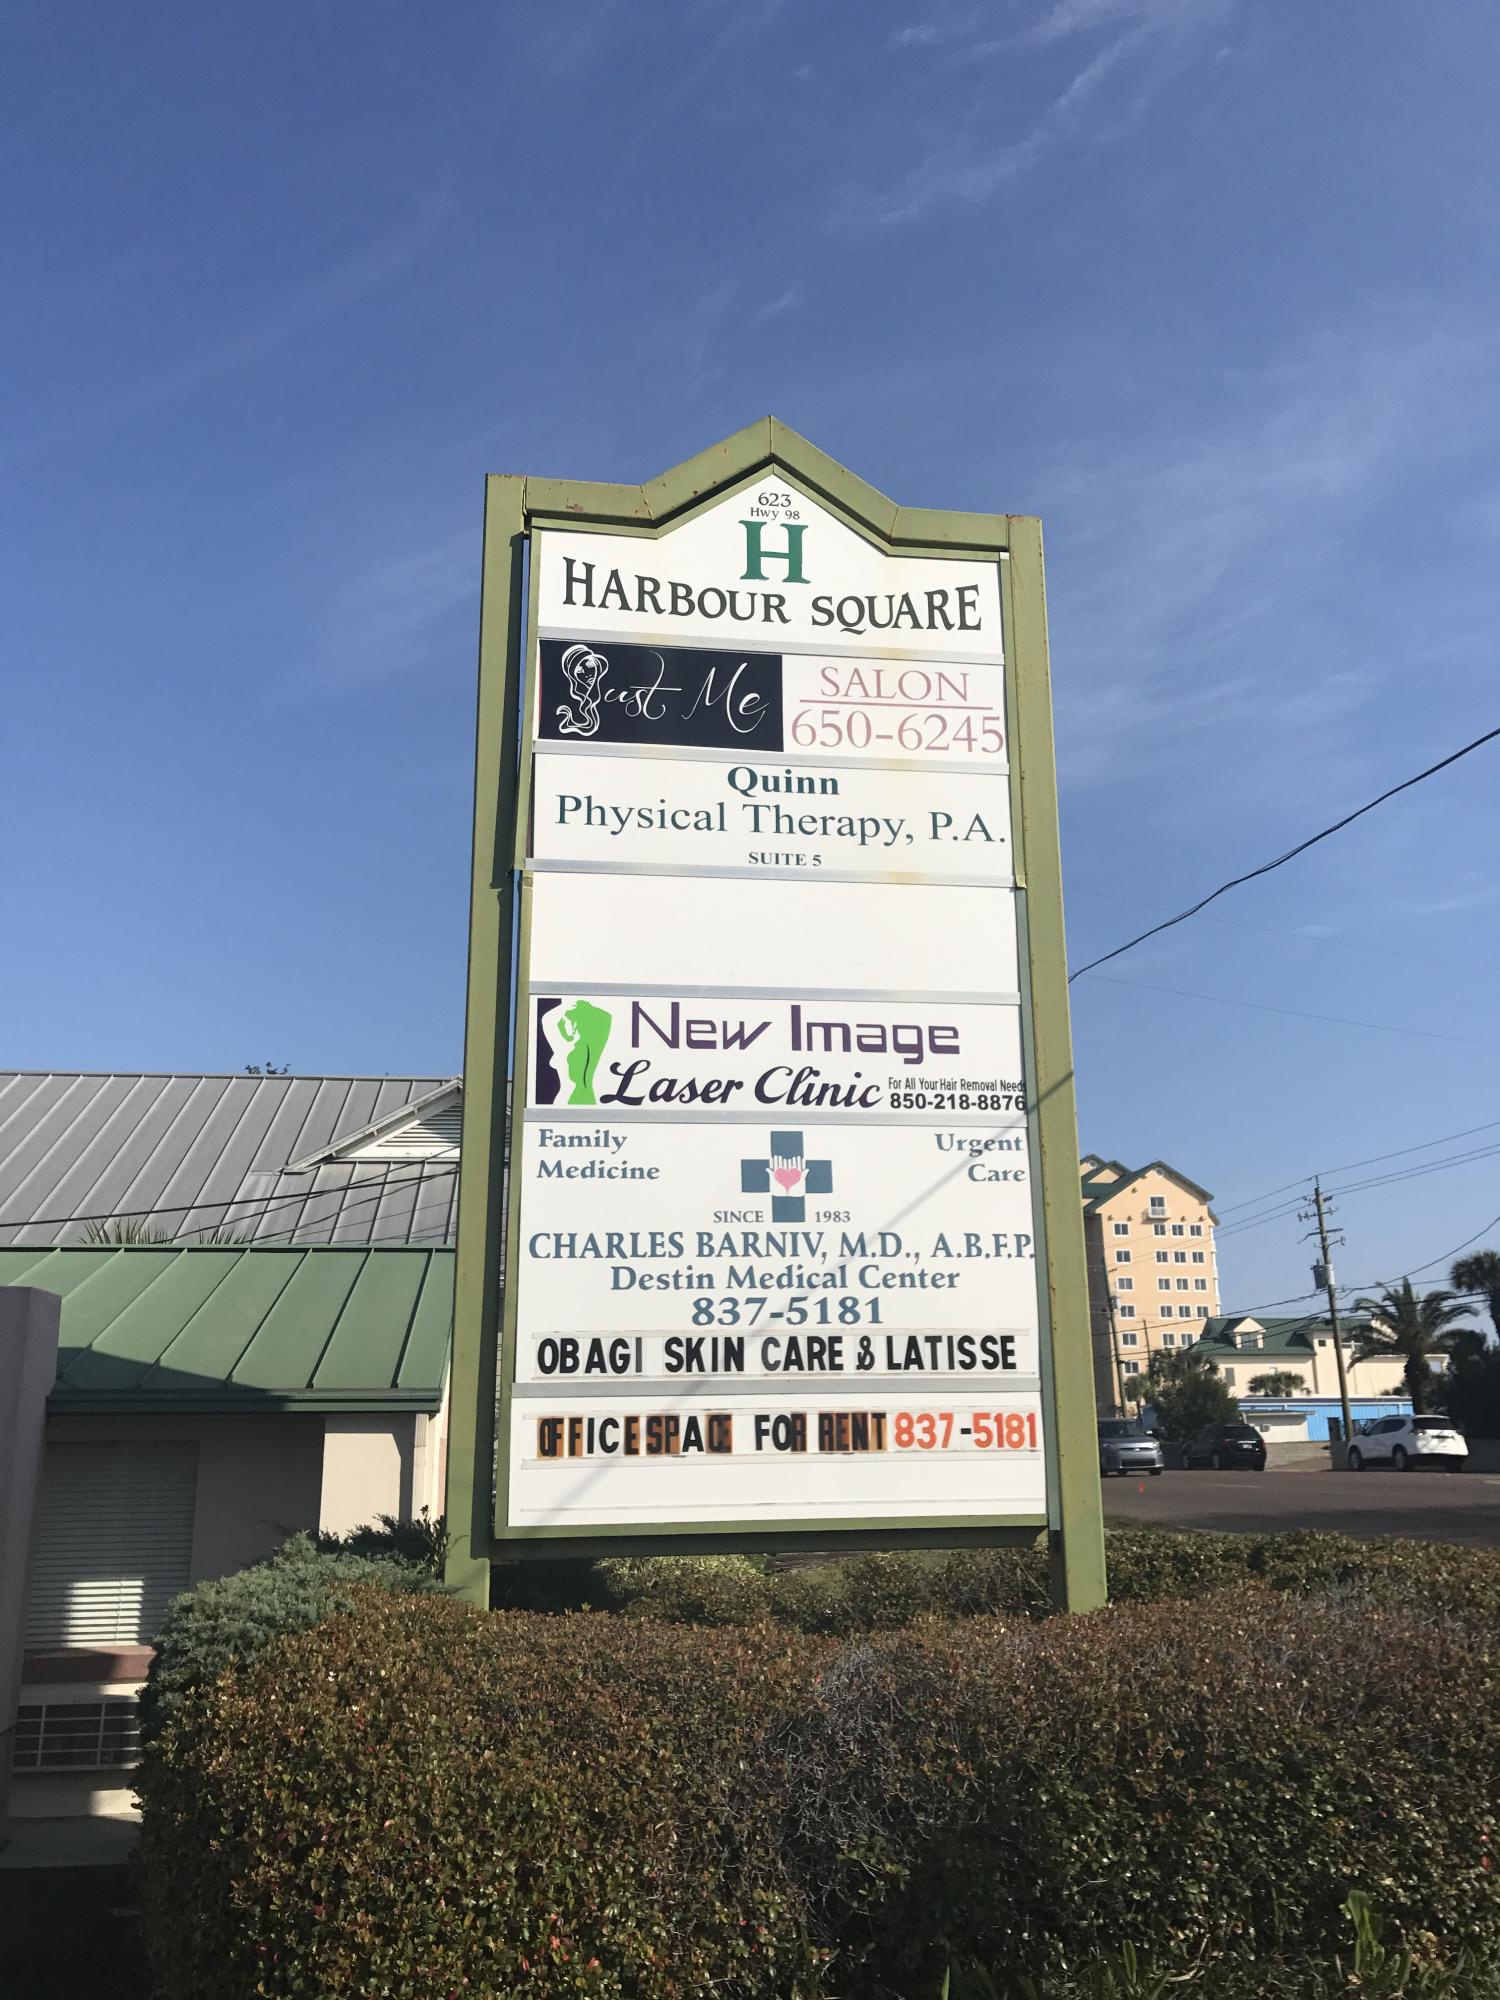 623
Hwy 98
H
HARBOUR SQUARE
Just Me
SALON
650-6245
Quinn
Physical Therapy, P.A.
SUITE 5
New Image
Laser Clinic
For All Your Hair Removal Needs
850-218-8876
Family
Medicine
Urgent
Care
SINCE 1983
CHARLES BARNIV, M.D., A.B.F.P.
Destin Medical Center
837-5181
OBAGI SKIN CARE & LATISSE
OFFICE SPACE FOR RENT 837-5181